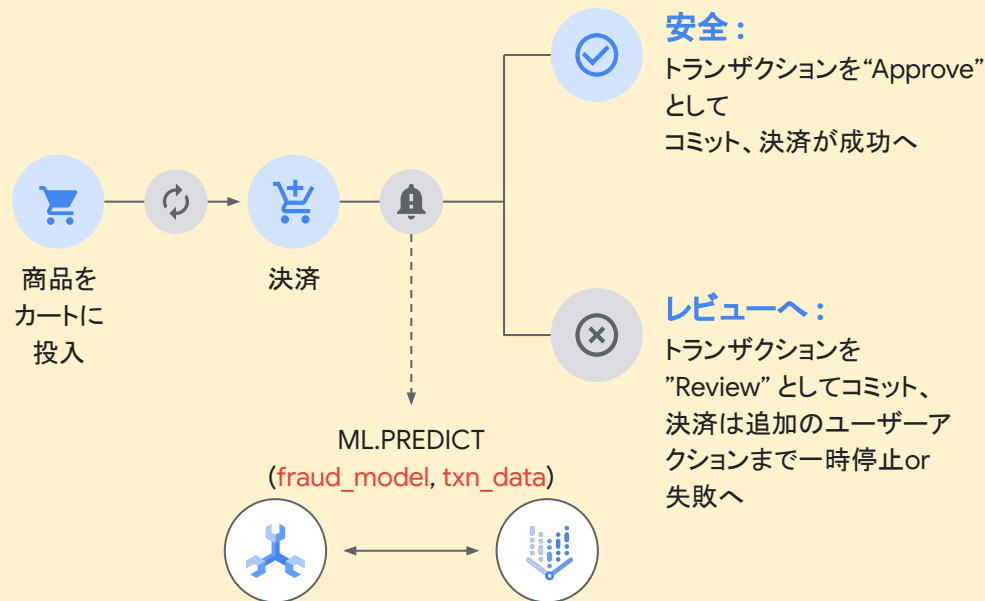 商品を
カートに
投入
決済
安全 :
トランザクションを“Approve”
として
コミット、決済が成功へ
レビューへ :
トランザクションを
”Review” としてコミット、
決済は追加のユーザーア
クションまで一時停止or
失敗へ
ML.PREDICT
(fraud_model, txn_data)